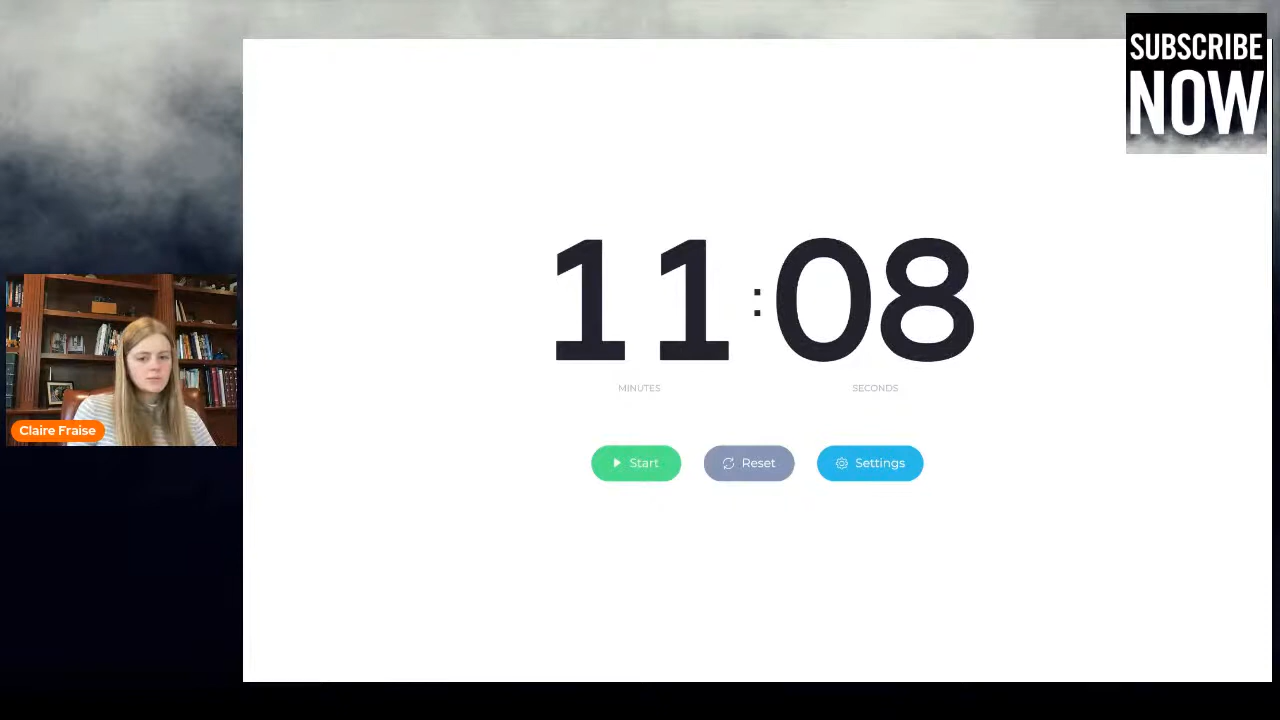 SUBSCRIBE
NOW
11:08
MINUTES SECONDS
Start Reset Settings
Claire Fraise